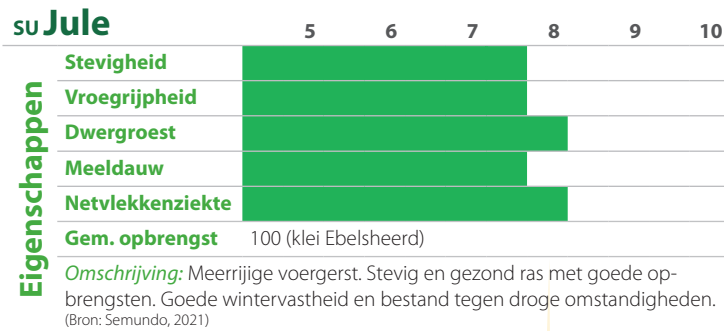 SU Jule
5 6 7 8 9 10
Eigenschappen
Stevigheid
Vroegrijpheid
Dwergroest
Meeldauw
Netvlekkenziekte
Gem. opbrengst 100 (klei Ebelsheerd)
Omschrijving: Meerrijige voergerst. Stevig en gezond ras met goede op-
brengsten. Goede wintervastheid en bestand tegen droge omstandigheden.
(Bron: Semundo, 2021)